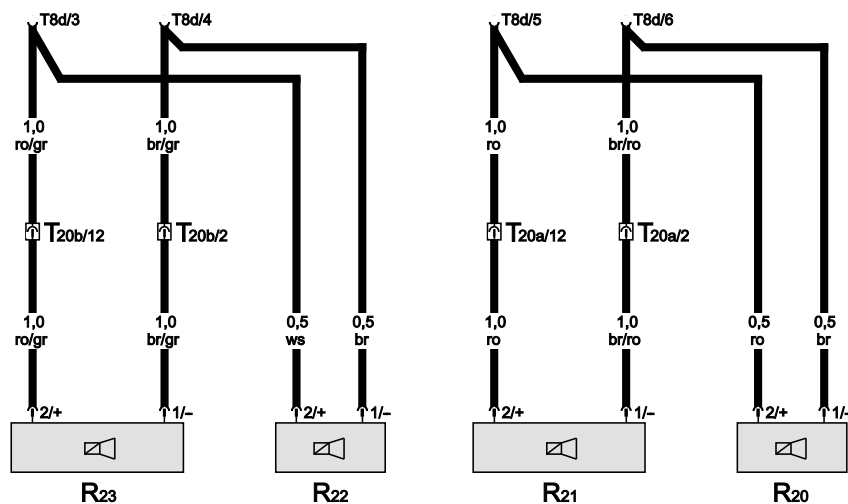 T8d/3 T8d/4 T8d/5 T8d/6
1,0 1,0 1,0 1,0
ro/gr br/gr ro br/ro
T20b/12 T20b/2 T20a/12 T20a/2
1,0 1,0 0,5 0,5 1,0 1,0 0,5 0,5
ro/gr br/gr ws br ro br/ro ro br
2/+ 1/– 2/+ 1/– 2/+ 1/– 2/+ 1/–
R23 R22 R21 R20